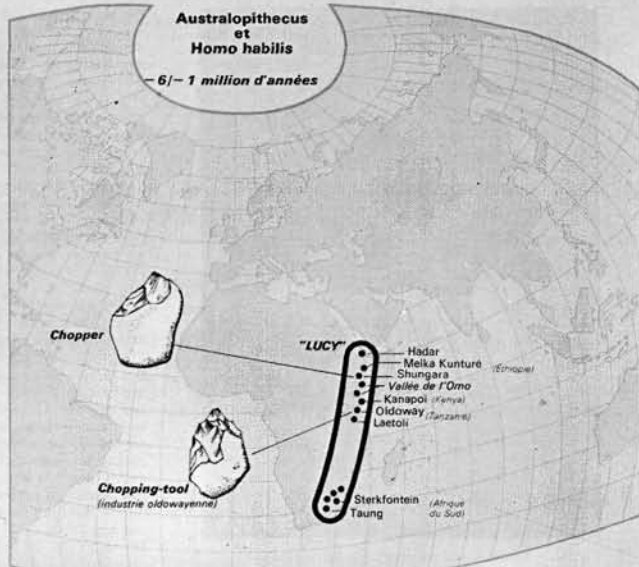 Australopithecus
et
Homo habilis
–6/–1 million d'années
Chopper
"LUCY"
Hadar
Melka Kunturé
Shungara
(Éthiopie)
Vallée de l'Omo
Kanapoi (Kenya)
Oldoway (Tanzanie)
Laetoli
Chopping-tool
(industrie oldowayenne)
Sterkfontein
(Afrique
du Sud)
Taung